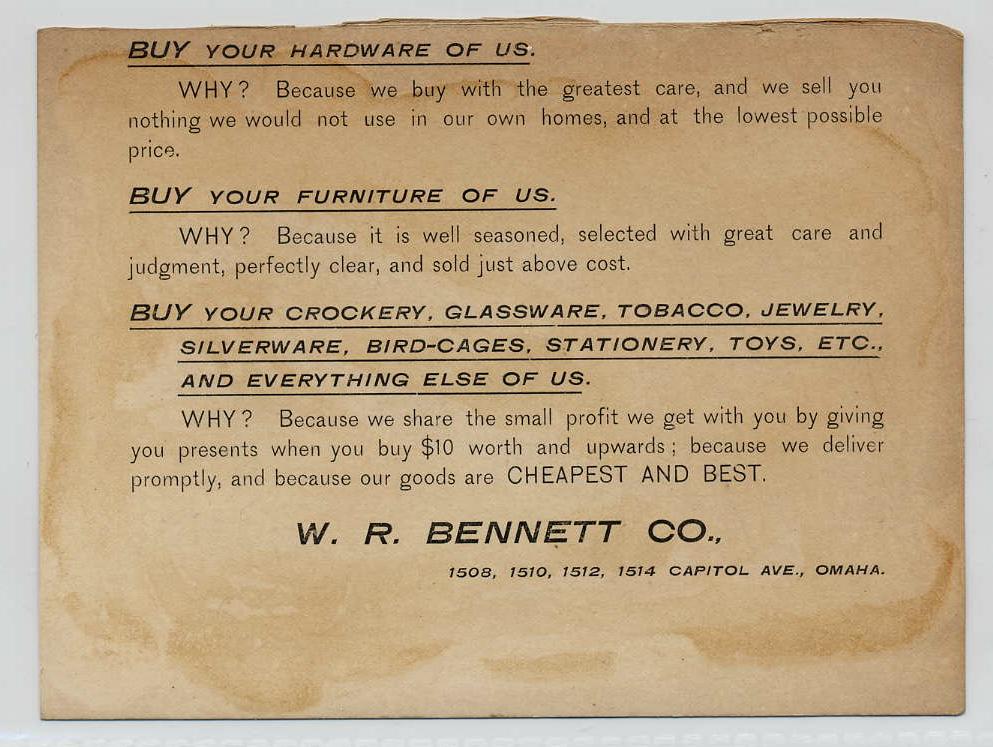 BUY YOUR HARDWARE OF US.
WHY? Because we buy with the greatest care, and we sell you
nothing we would not use in our own homes, and at the lowest possible
price.
BUY YOUR FURNITURE OF US.
WHY? Because it is well seasoned, selected with great care and
judgment, perfectly clear, and sold just above cost.
BUY YOUR CROCKERY, GLASSWARE, TOBACCO, JEWELRY,
SILVERWARE, BIRD-CAGES, STATIONERY, TOYS, ETC.,
AND EVERYTHING ELSE OF US.
WHY? Because we share the small profit we get with you by giving
you presents when you buy $10 worth and upwards; because we deliver
promptly, and because our goods are CHEAPEST AND BEST.
W. R. BENNETT CO.,
1508, 1510, 1512, 1514 CAPITOL AVE., OMAHA.